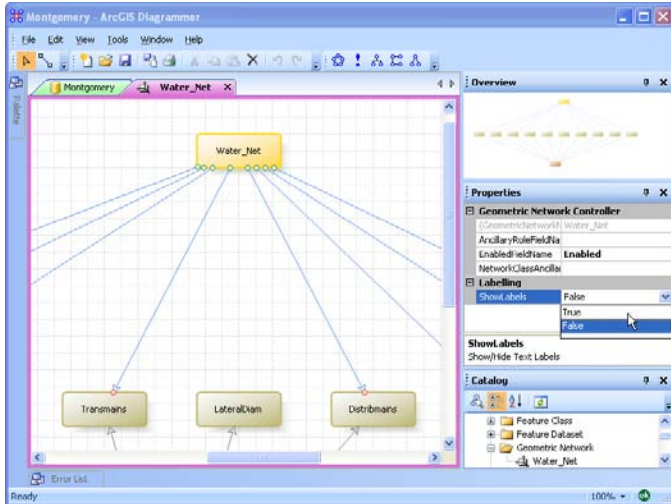 Montgomery - ArcGIS Diagrammer
File Edit View Tools Window Help
Palette
Montgomery
Water_Net
Water_Net
Transmains
LateralDiam
Distribmains
Overview
Properties
Geometric Network Controller
Water_Net
AncillaryRoleFieldNa
EnabledFieldName Enabled
NetworkClassAncillar
Labelling
ShowLabels False
True
False
ShowLabels
Show/Hide Text Labels
Catalog
Feature Class
Feature Dataset
Geometric Network
Water_Net
Error List
Ready
100%
ok